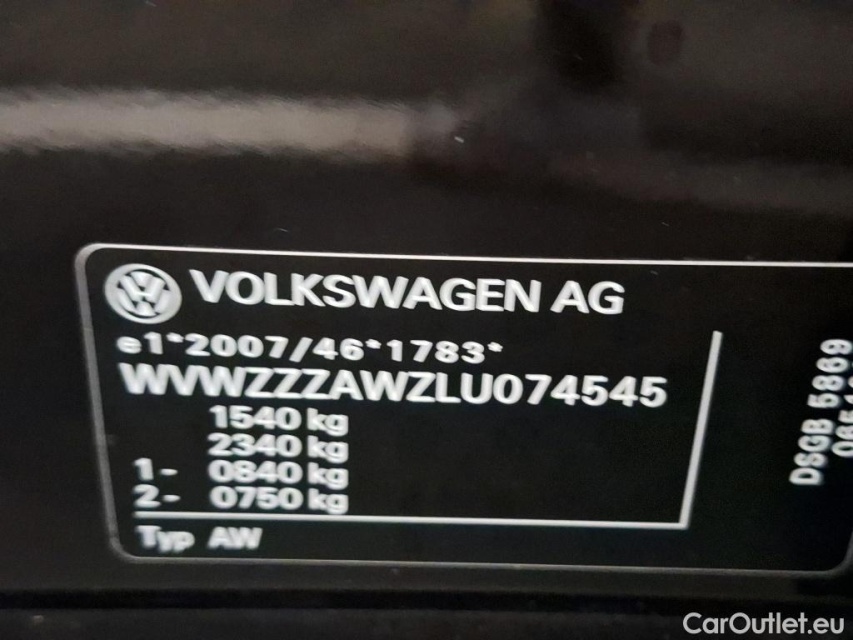 VOLKSWAGEN AG
e1*2007/46*1783*
WVWZZZAWZLU074545
1540 kg
2340 kg
1- 0840 kg
2- 0750 kg
Typ AW
DSGB 5869
CarOutlet.eu